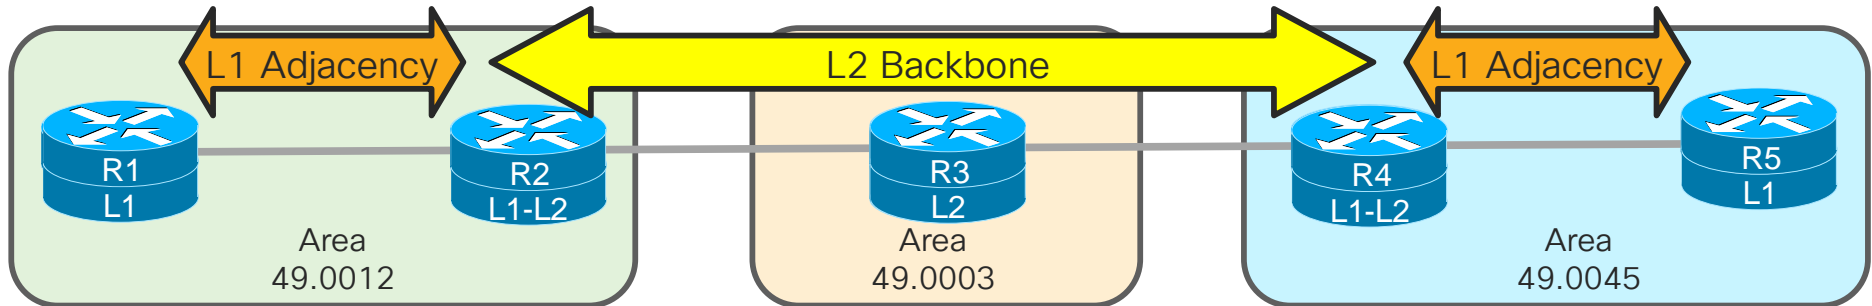 L1 Adjacency
L2 Backbone
L1 Adjacency
R1
L1
R2
L1-L2
R3
L2
R4
L1-L2
R5
L1
Area
49.0012
Area
49.0003
Area
49.0045